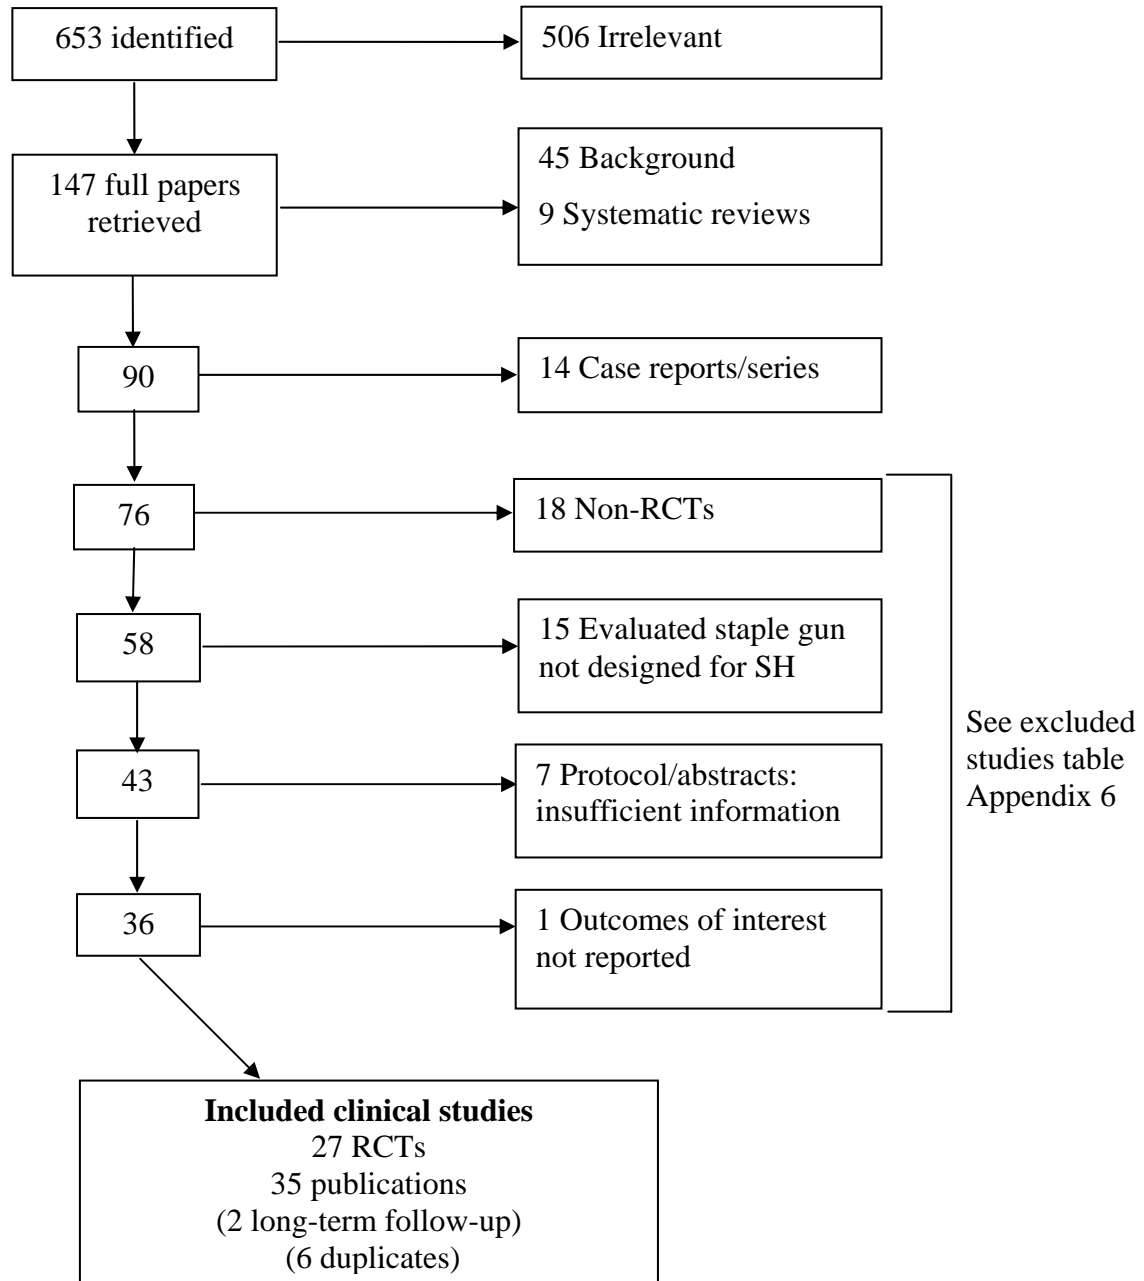 653 identified
506 Irrelevant
147 full papers
retrieved
45 Background
9 Systematic reviews
90
14 Case reports/series
76
18 Non-RCTs
58
15 Evaluated staple gun
not designed for SH
43
7 Protocol/abstracts:
insufficient information
See excluded
studies table
Appendix 6
36
1 Outcomes of interest
not reported
Included clinical studies
27 RCTs
35 publications
(2 long-term follow-up)
(6 duplicates)